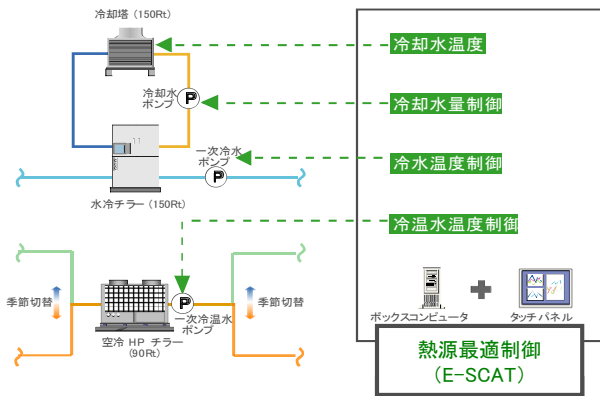 冷却塔 (150Rt)
冷却水温度
冷却水
ポンプ
P
冷却水量制御
一次冷水
ポンプ
P
冷水温度制御
水冷チラー (150Rt)
冷温水温度制御
季節切替
P
季節切替
一次冷温水
ポンプ
空冷 HP チラー
(90Rt)
ボックスコンピュータ
タッチパネル
熱源最適制御
(E-SCAT)